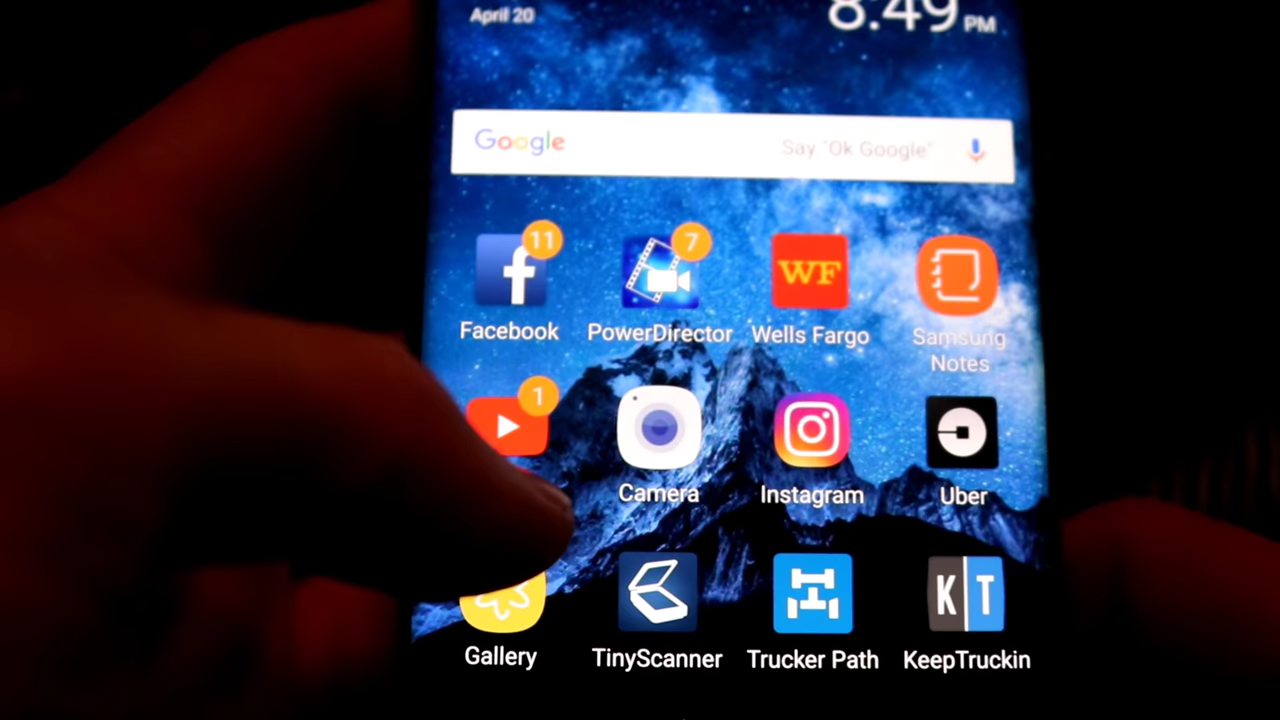 April 20
8:49 PM
Google Say "Ok Google"
11
7
WF
Facebook
PowerDirector
Wells Fargo
Samsung
Notes
1
Camera
Instagram
Uber
K T
Gallery
TinyScanner
Trucker Path
KeepTruckin